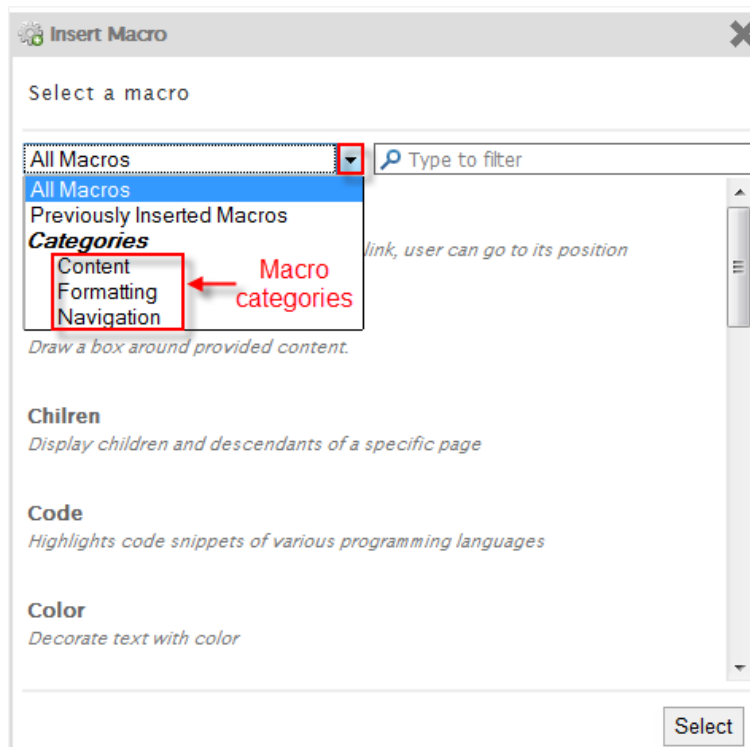 Insert Macro
Select a macro
All Macros
Type to filter
All Macros
Previously Inserted Macros
Categories
link, user can go to its position
Content
Formatting
Navigation
Macro
categories
Draw a box around provided content.
Chilren
Display children and descendants of a specific page
Code
Highlights code snippets of various programming languages
Color
Decorate text with color
Select